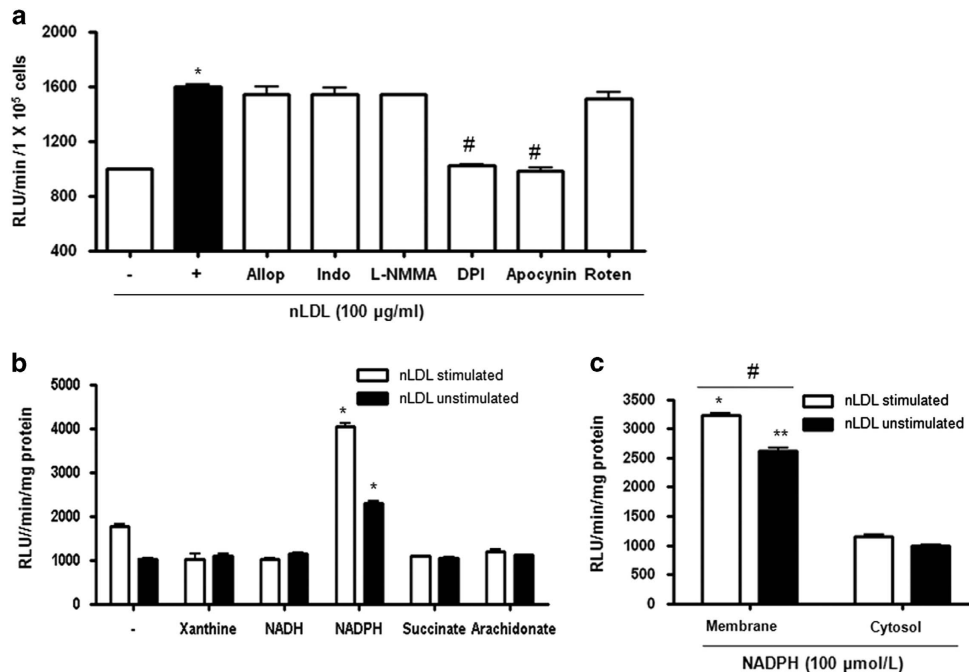 a
RLU/min /1 X 10⁵ cells
2000
1600
1200
800
400
*
#
#
- + Allop Indo L-NMMA DPI Apocynin Roten
nLDL (100 µg/ml)
b
RLU//min/mg protein
5000
4000
3000
2000
1000
0
nLDL stimulated
nLDL unstimulated
*
*
- Xanthine NADH NADPH Succinate Arachidonate
c
RLU/min/mg protein
3500
3000
2500
2000
1500
1000
500
0
#
nLDL stimulated
nLDL unstimulated
*
**
Membrane Cytosol
NADPH (100 µmol/L)